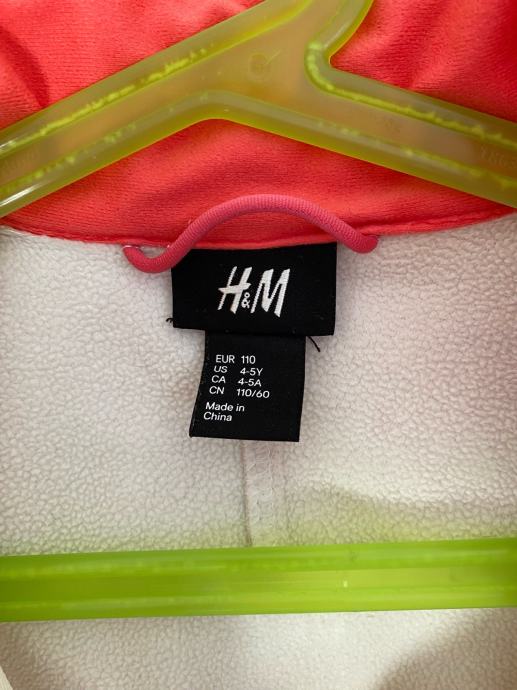 H&M
EUR 110
US 4-5Y
CA 4-5A
CN 110/60
Made in
China